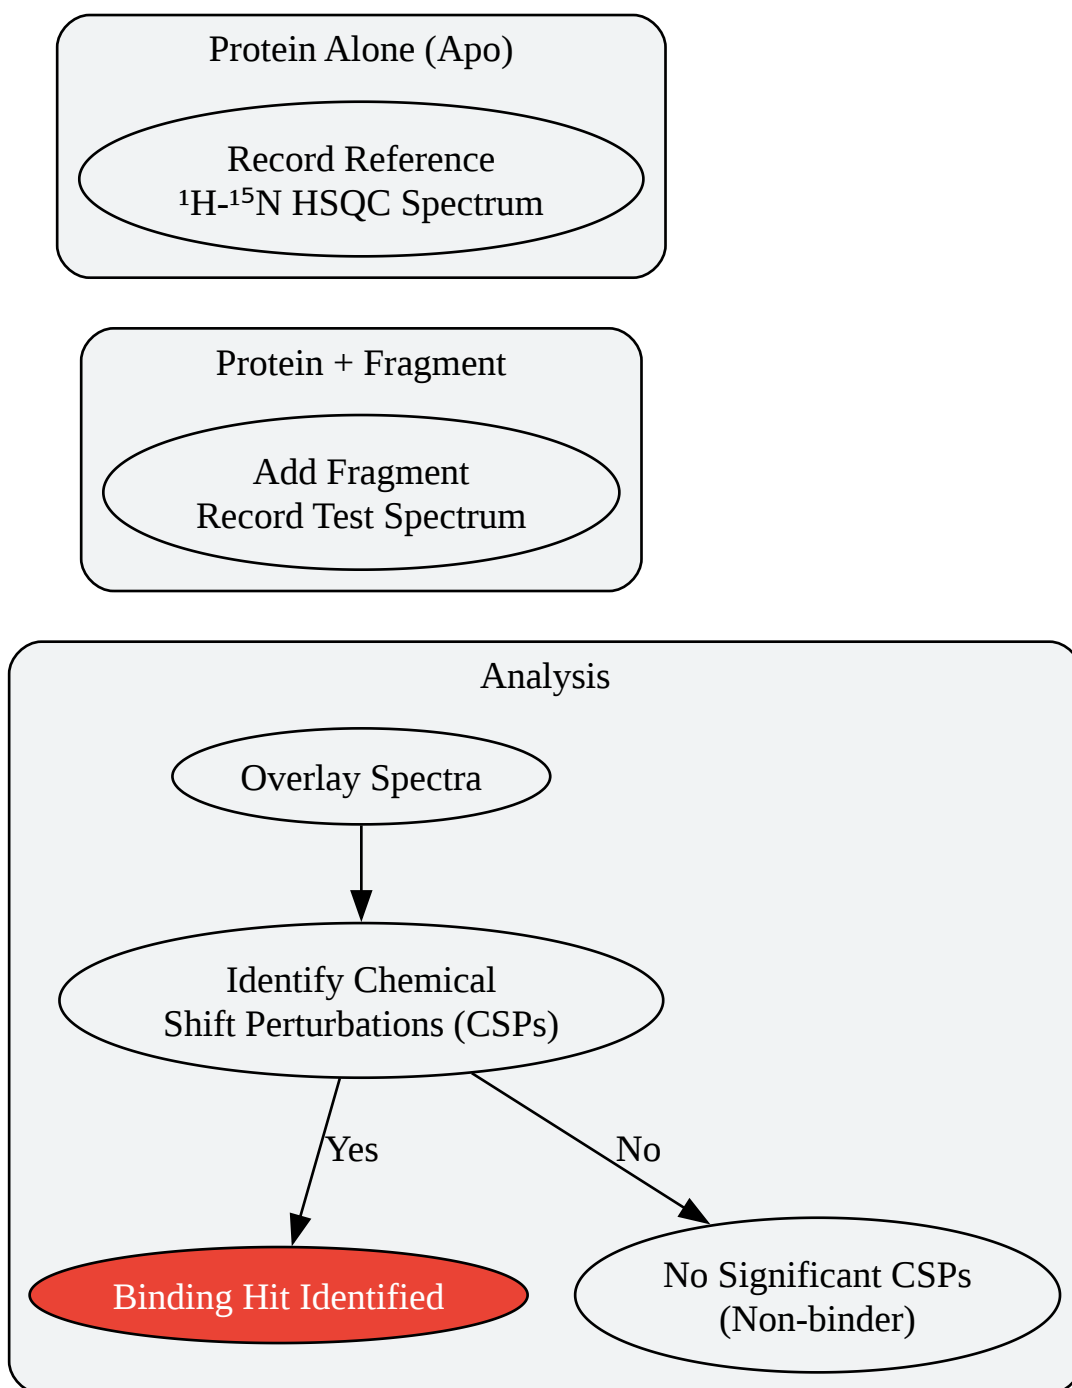 Protein Alone (Apo)
Record Reference
¹H-¹⁵N HSQC Spectrum
Protein + Fragment
Add Fragment
Record Test Spectrum
Analysis
Overlay Spectra
Identify Chemical
Shift Perturbations (CSPs)
Yes
No
Binding Hit Identified
No Significant CSPs
(Non-binder)